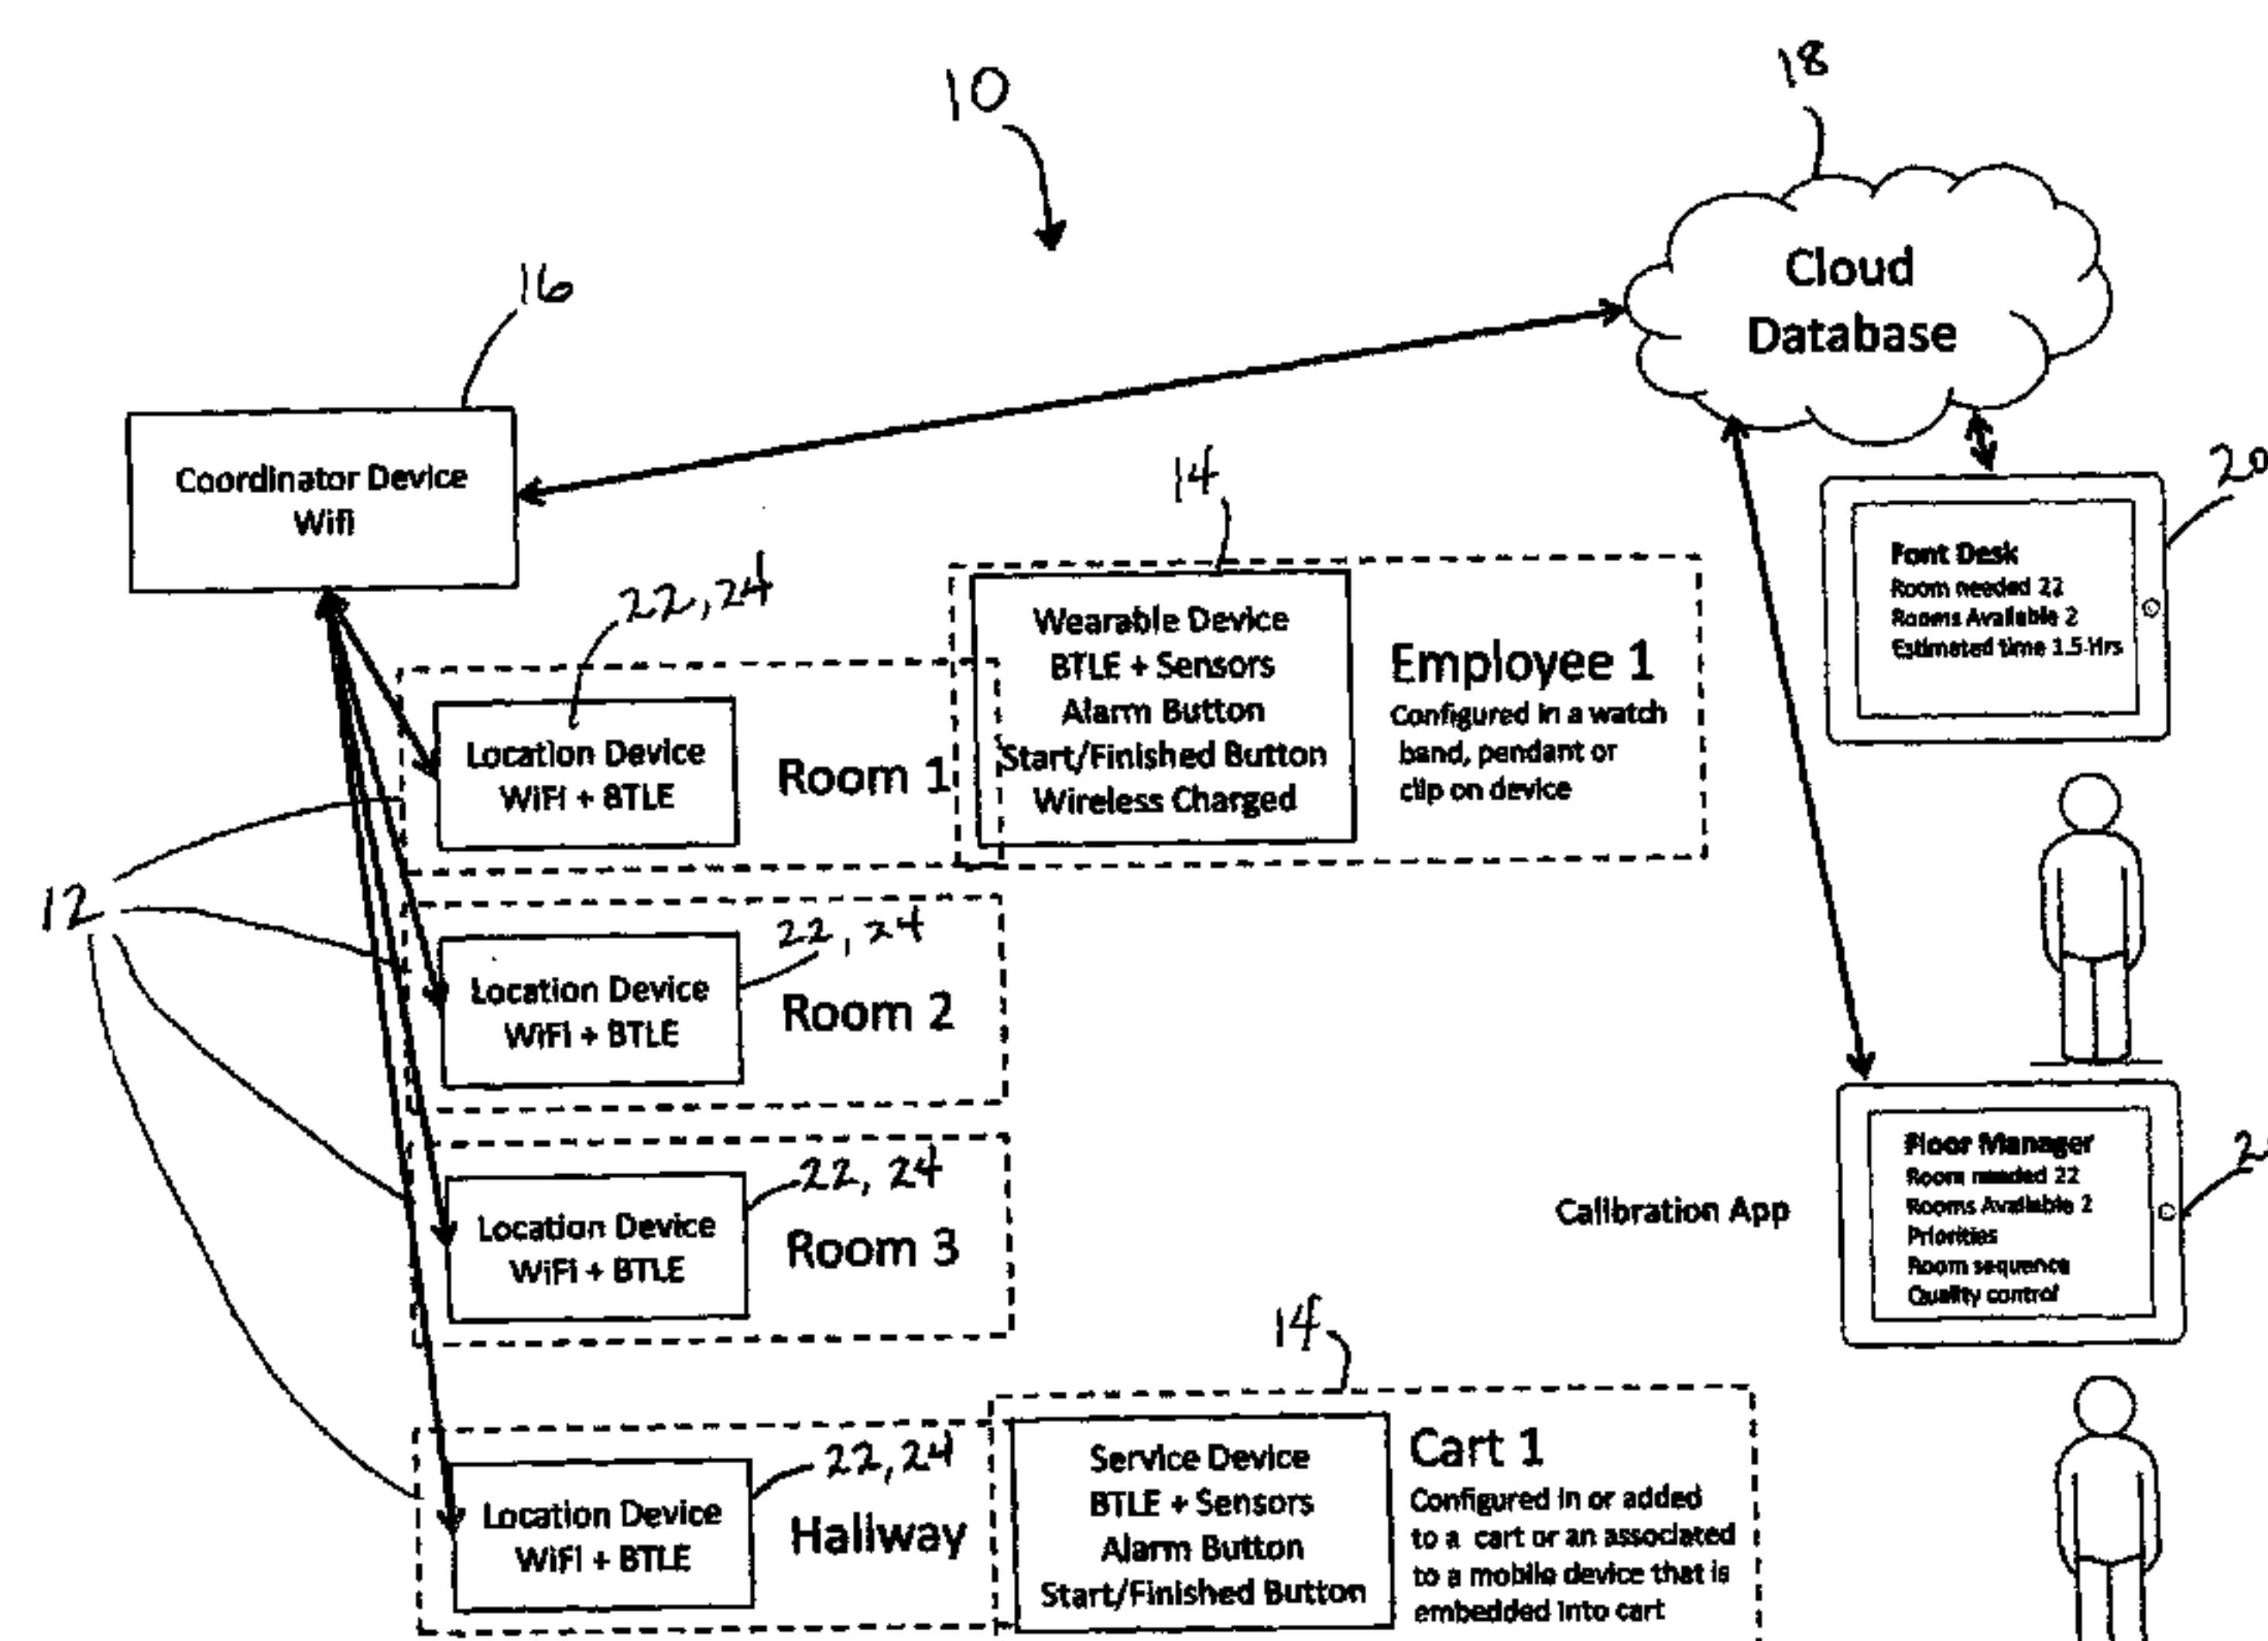 10
18
Cloud
Database
16
Coordinator Device
Wifi
14
20
Font Desk
Room needed 22
Rooms Available 2
Estimated time 1.5 Hrs
22, 24
Wearable Device
BTLE + Sensors
Alarm Button
Start/Finished Button
Wireless Charged
Employee 1
Configured in a watch
band, pendant or
clip on device
Location Device
WiFi + BTLE
Room 1
12
22, 24
Location Device
WiFi + BTLE
Room 2
22, 24
Location Device
WiFi + BTLE
Room 3
Calibration App
Floor Manager
Room needed 22
Rooms Available 2
Priorities
Room sequence
Quality control
14
22, 24
Location Device
WiFi + BTLE
Hallway
Service Device
BTLE + Sensors
Alarm Button
Start/Finished Button
Cart 1
Configured in or added
to a cart or an associated
to a mobile device that is
embedded into cart